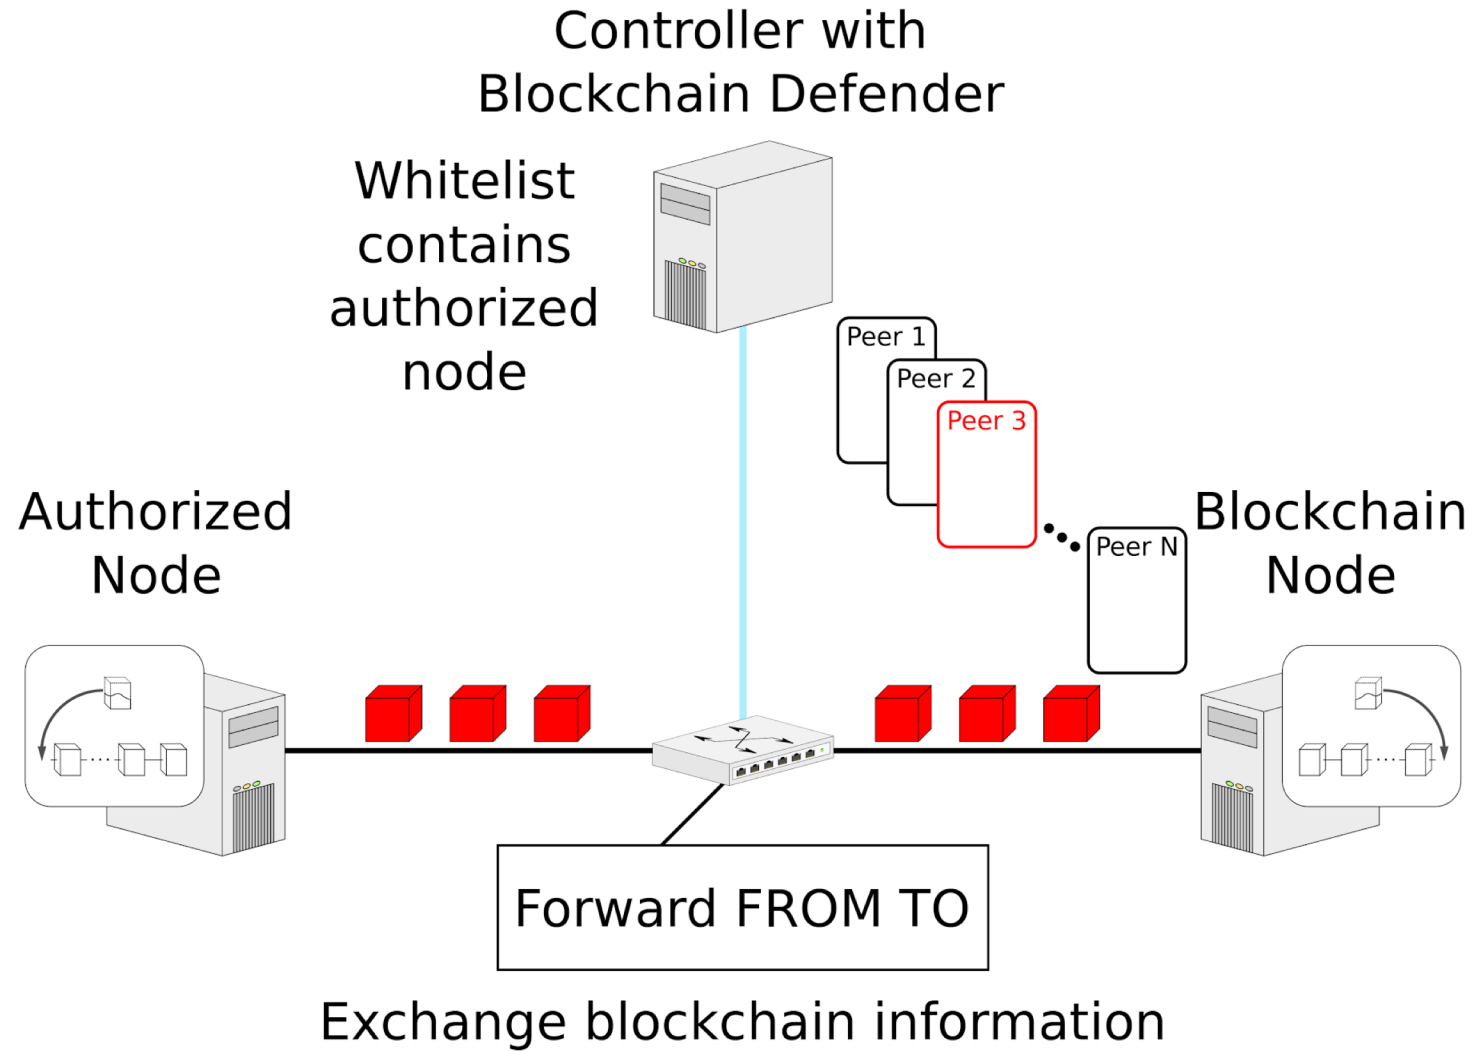 Controller with
Blockchain Defender
Whitelist
contains
authorized
node
Peer 1
Peer 2
Peer 3
Peer N
Authorized
Node
Blockchain
Node
Forward FROM TO
Exchange blockchain information